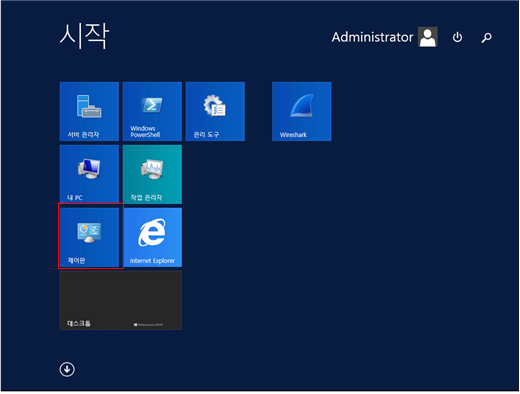 시작
Administrator
서버 관리자
Windows
PowerShell
관리 도구
Wireshark
내 PC
작업 관리자
제어판
Internet Explorer
데스크톱